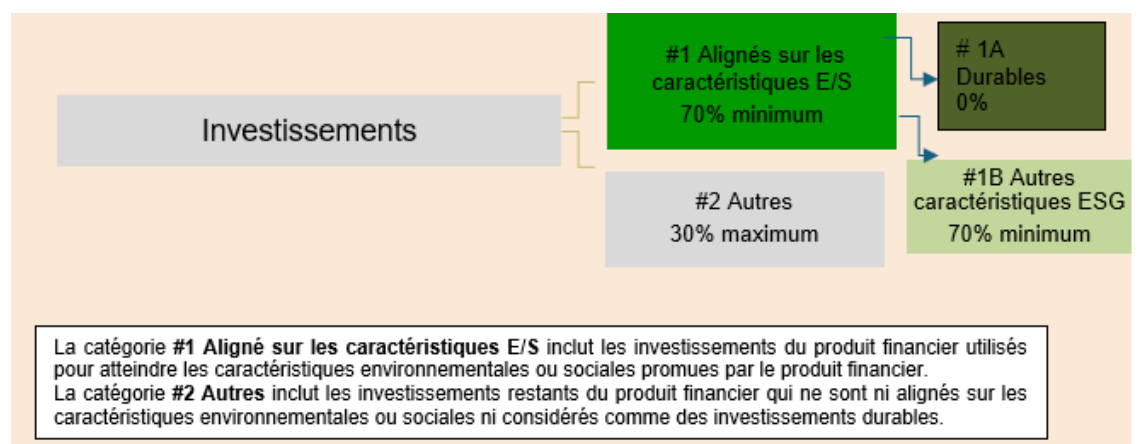 Investissements
#1 Alignés sur les
caractéristiques E/S
70% minimum
# 1A
Durables
0%
#1B Autres
caractéristiques ESG
70% minimum
#2 Autres
30% maximum
La catégorie #1 Aligné sur les caractéristiques E/S inclut les investissements du produit financier utilisés
pour atteindre les caractéristiques environnementales ou sociales promues par le produit financier.
La catégorie #2 Autres inclut les investissements restants du produit financier qui ne sont ni alignés sur les
caractéristiques environnementales ou sociales ni considérés comme des investissements durables.